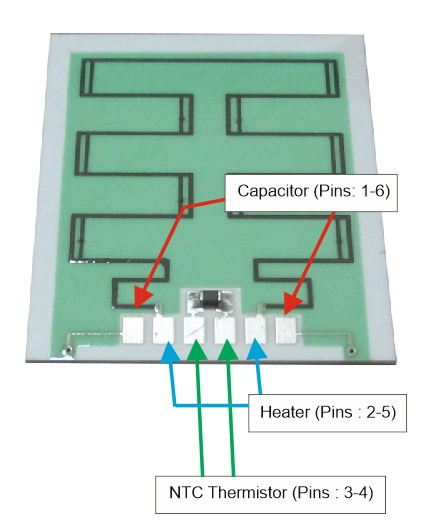 Capacitor (Pins: 1-6)
Heater (Pins : 2-5)
NTC Thermistor (Pins : 3-4)